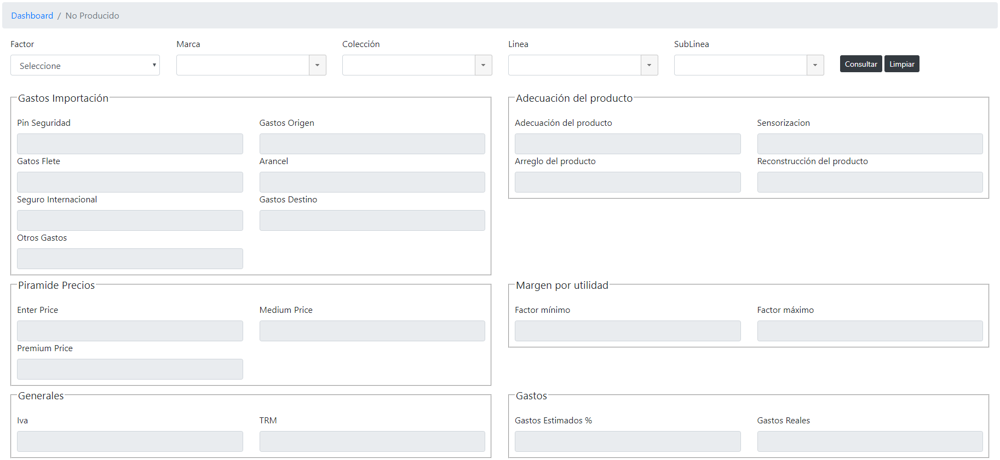 Dashboard / No Producido
Factor Marca Colección Linea SubLinea
Seleccione Consultar Limpiar
Gastos Importación
Pin Seguridad Gastos Origen
Gatos Flete Arancel
Seguro Internacional Gastos Destino
Otros Gastos
Adecuación del producto
Adecuación del producto Sensorizacion
Arreglo del producto Reconstrucción del producto
Piramide Precios
Enter Price Medium Price
Premium Price
Margen por utilidad
Factor mínimo Factor máximo
Generales
Iva TRM
Gastos
Gastos Estimados % Gastos Reales